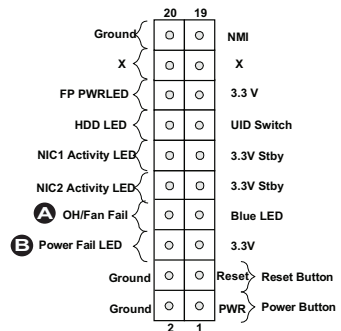 20 19
Ground NMI
X X
FP PWRLED 3.3 V
HDD LED UID Switch
NIC1 Activity LED 3.3V Stby
NIC2 Activity LED 3.3V Stby
A OH/Fan Fail Blue LED
B Power Fail LED 3.3V
Ground Reset Reset Button
Ground PWR Power Button
2 1